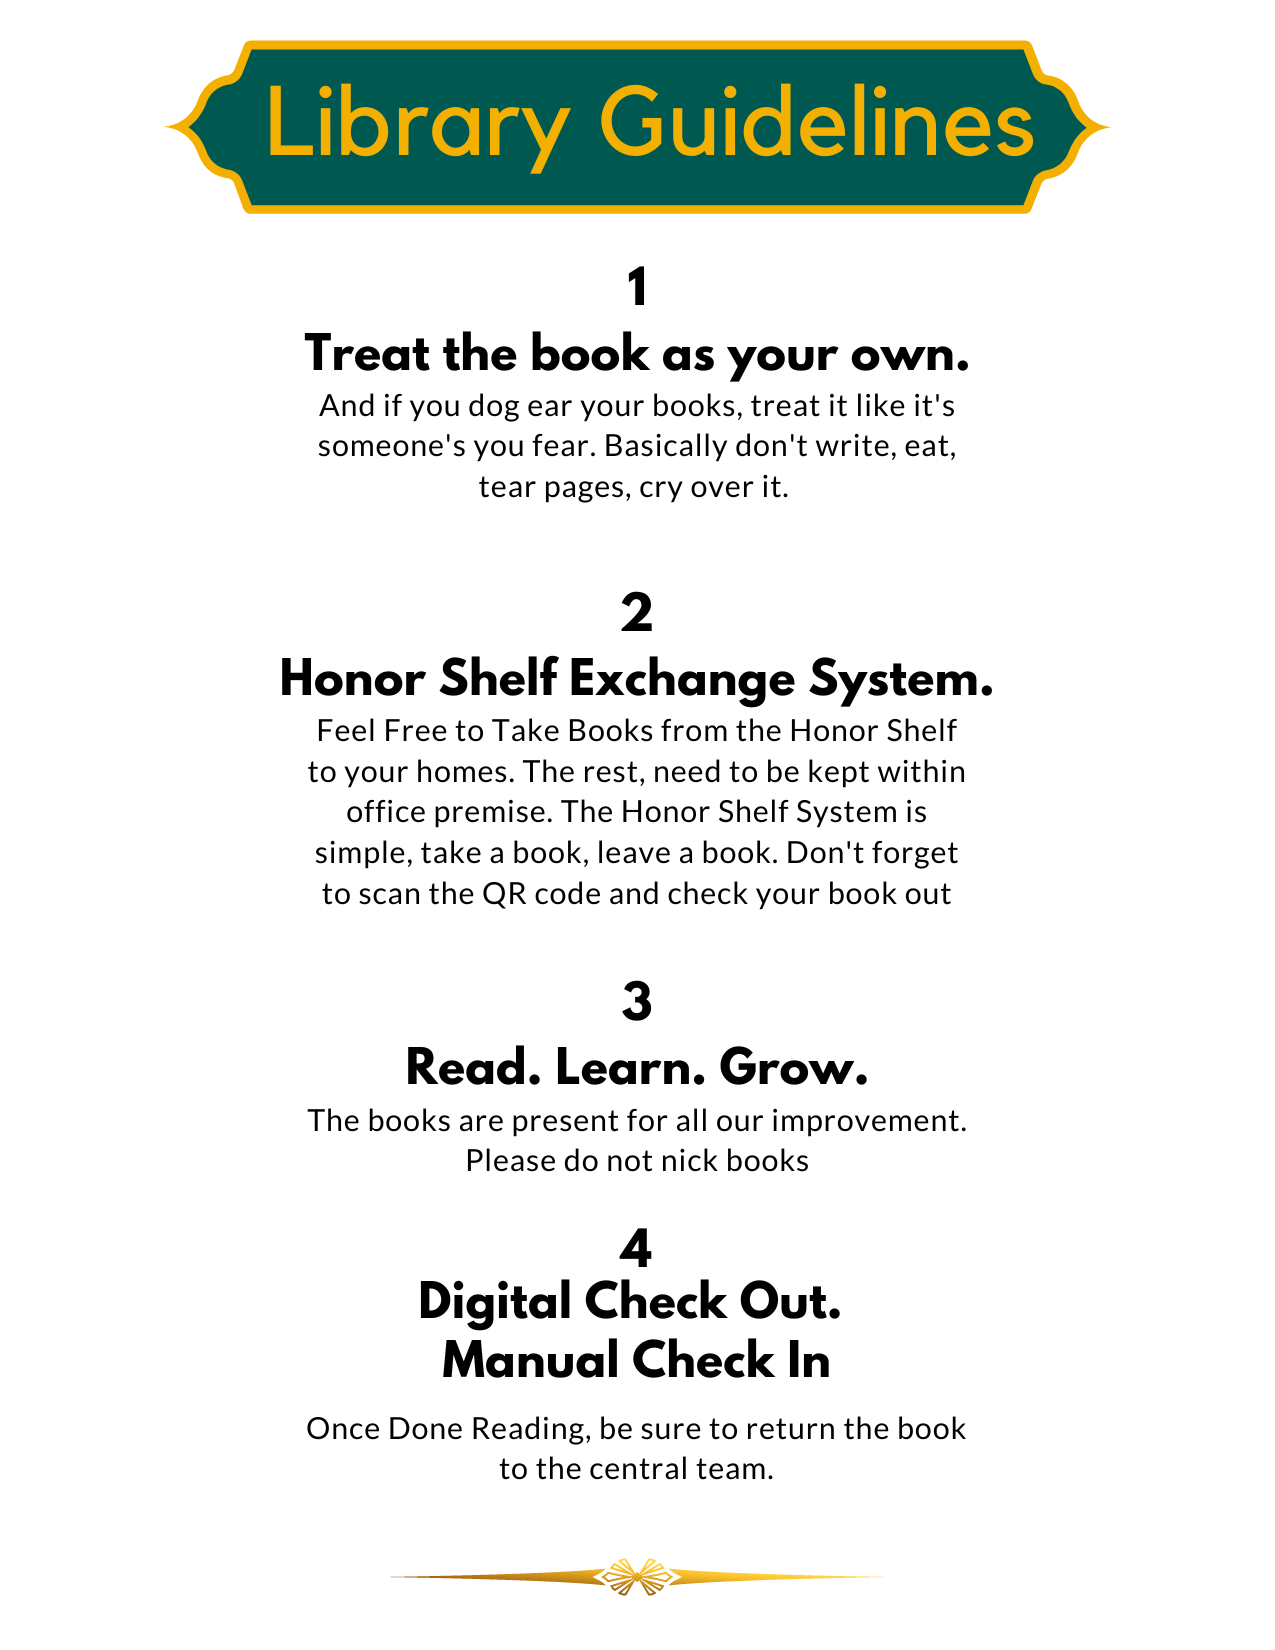 Library Guidelines
1
Treat the book as your own.
And if you dog ear your books, treat it like it's
someone's you fear. Basically don't write, eat,
tear pages, cry over it.
2
Honor Shelf Exchange System.
Feel Free to Take Books from the Honor Shelf
to your homes. The rest, need to be kept within
office premise. The Honor Shelf System is
simple, take a book, leave a book. Don't forget
to scan the QR code and check your book out
3
Read. Learn. Grow.
The books are present for all our improvement.
Please do not nick books
4
Digital Check Out.
Manual Check In
Once Done Reading, be sure to return the book
to the central team.